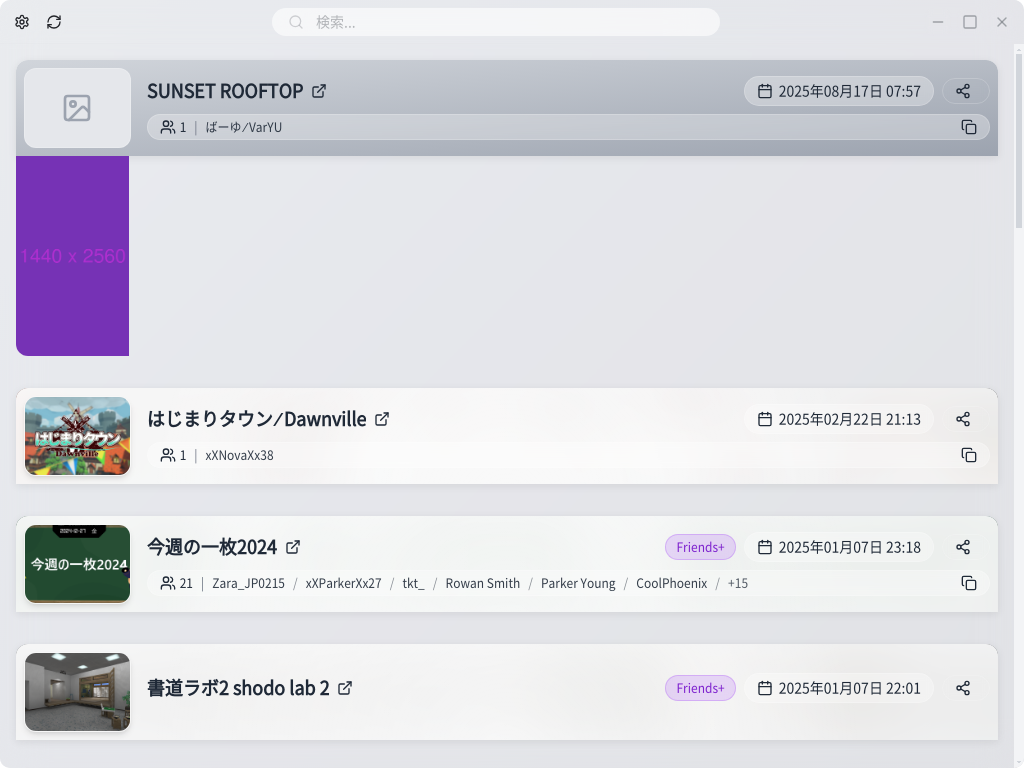 検索...
SUNSET ROOFTOP
2025年08月17日 07:57
1 | ばーゆ/VarYU
1440 x 2560
はじまりタウン/Dawnville
2025年02月22日 21:13
はじまりタウン
Dawnville
1 | xXNovaXx38
今週の一枚2024
Friends+
2025年01月07日 23:18
今週の一枚2024
21 | Zara_JP0215 / xXParkerXx27 / tkt_ / Rowan Smith / Parker Young / CoolPhoenix / +15
書道ラボ2 shodo lab 2
Friends+
2025年01月07日 22:01